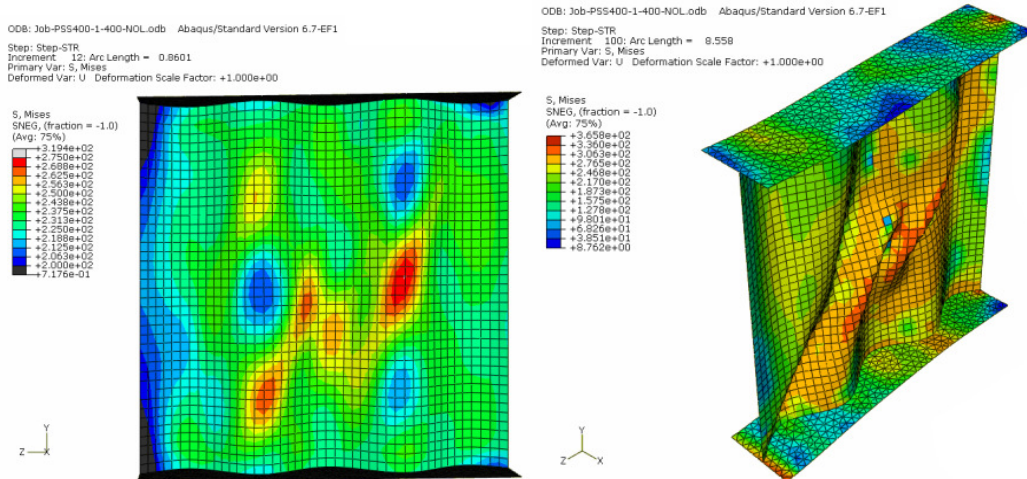 ODB: Job-PSS400-1-400-NOL.odb   Abaqus/Standard Version 6.7-EF1
Step: Step-STR
Increment    12: Arc Length =    0.8601
Primary Var: S, Mises
Deformed Var: U   Deformation Scale Factor: +1.000e+00
S, Mises
SNEG, (fraction = -1.0)
(Avg: 75%)
+3.194e+02
+2.750e+02
+2.688e+02
+2.625e+02
+2.563e+02
+2.500e+02
+2.438e+02
+2.375e+02
+2.313e+02
+2.250e+02
+2.188e+02
+2.125e+02
+2.063e+02
+2.000e+02
+7.176e-01
Y
Z
X
ODB: Job-PSS400-1-400-NOL.odb   Abaqus/Standard Version 6.7-EF1
Step: Step-STR
Increment   100: Arc Length =    8.558
Primary Var: S, Mises
Deformed Var: U   Deformation Scale Factor: +1.000e+00
S, Mises
SNEG, (fraction = -1.0)
(Avg: 75%)
+3.658e+02
+3.360e+02
+3.063e+02
+2.765e+02
+2.468e+02
+2.170e+02
+1.873e+02
+1.575e+02
+1.278e+02
+9.801e+01
+6.826e+01
+3.851e+01
+8.762e+00
Y
Z
X